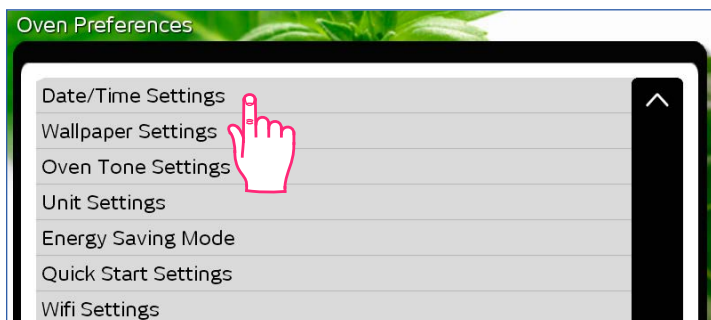 Oven Preferences
Date/Time Settings
Wallpaper Settings
Oven Tone Settings
Unit Settings
Energy Saving Mode
Quick Start Settings
Wifi Settings